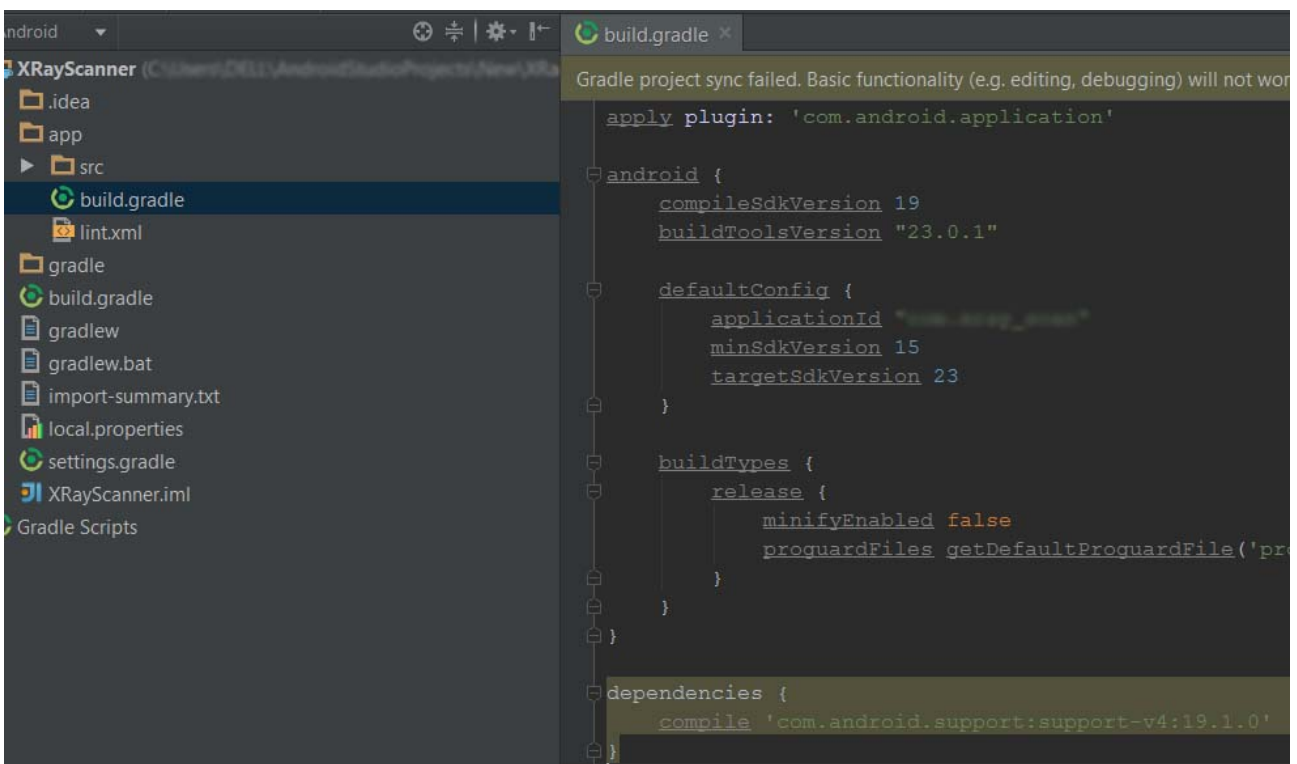 Android
XRayScanner
.idea
app
src
build.gradle
lint.xml
gradle
build.gradle
gradlew
gradlew.bat
import-summary.txt
local.properties
settings.gradle
XRayScanner.iml
Gradle Scripts
build.gradle
Gradle project sync failed. Basic functionality (e.g. editing, debugging) will not wor
apply plugin: 'com.android.application'
android {
compileSdkVersion 19
buildToolsVersion "23.0.1"
defaultConfig {
applicationId
minSdkVersion 15
targetSdkVersion 23
}
buildTypes {
release {
minifyEnabled false
proguardFiles getDefaultProguardFile('pro
}
}
}
dependencies {
compile 'com.android.support:support-v4:19.1.0'
}